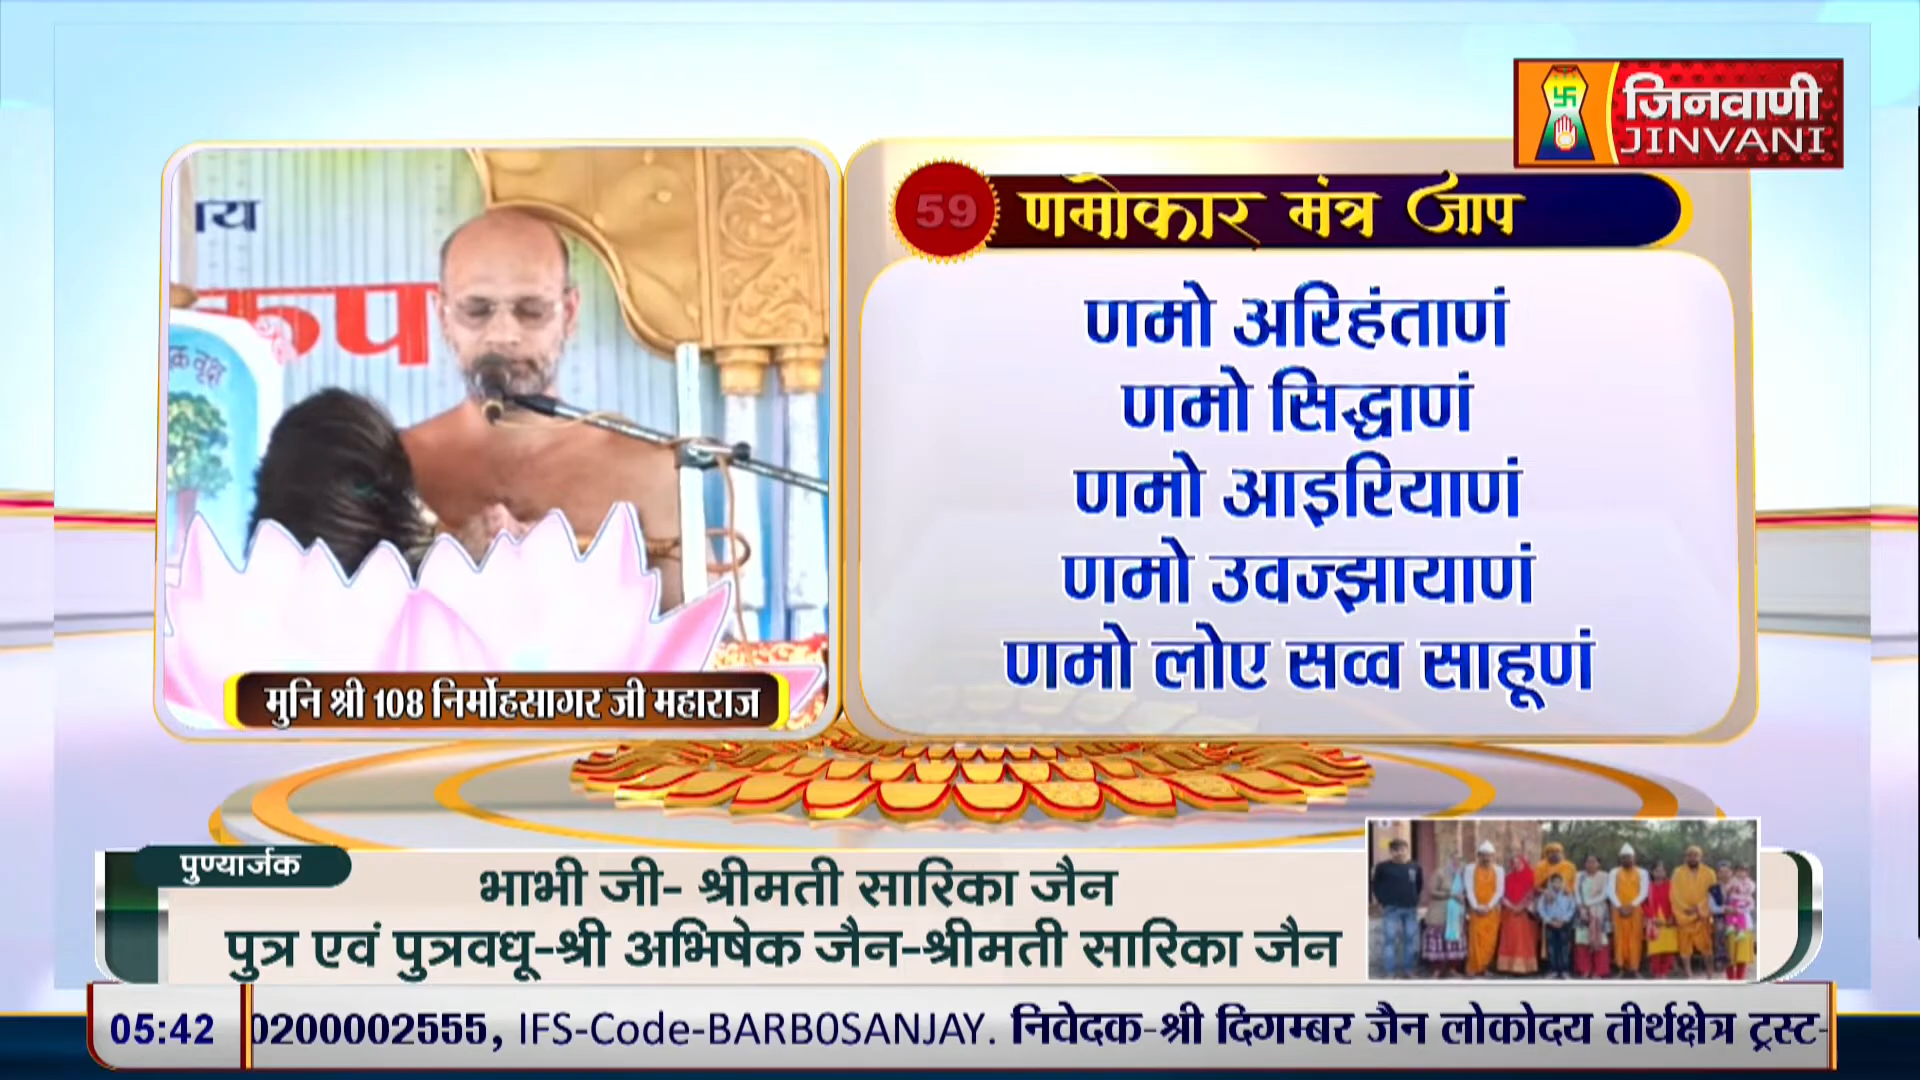 जिनवाणी
JINVANI
59 णमोकार मंत्र जाप
णमो अरिहंताणं
णमो सिद्धाणं
णमो आइरियाणं
णमो उवज्झायाणं
णमो लोए सव्व साहूणं
रूप
वृक्ष
मुनि श्री 108 निर्मोहसागर जी महाराज
पुण्यार्जक
भाभी जी- श्रीमती सारिका जैन
पुत्र एवं पुत्रवधू-श्री अभिषेक जैन-श्रीमती सारिका जैन
05:42 0200002555, IFS-Code-BARB0SANJAY. निवेदक-श्री दिगम्बर जैन लोकोदय तीर्थक्षेत्र ट्रस्ट-